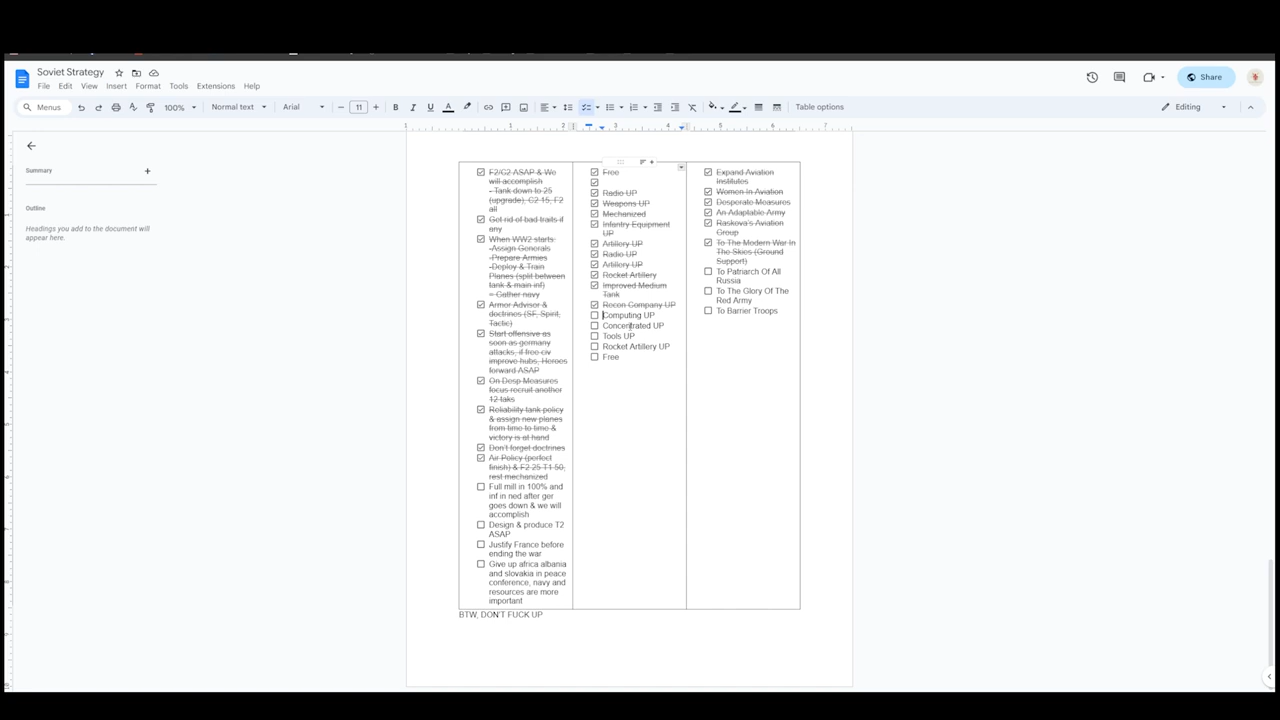 Soviet Strategy
File Edit View Insert Format Tools Extensions Help
Share
Menus 100% Normal text Arial 11 Table options Editing
1 1 2 3 4 5 6 7
Summary
Outline
Headings you add to the document will
appear here.
F2/C2 ASAP & We
will accomplish
- Tank down to 25
(upgrade), C2 15, F2
all
Got rid of bad traits if
any
When WW2 starts:
-Assign Generals
-Prepare Armies
-Deploy & Train
Planes (split between
tank & main inf)
= Gather navy
Armor Advisor &
doctrines (SF, Spirit,
Tactic)
Start offensive as
soon as germany
attacks, if free civ
improve hubs, Heroes
forward ASAP
On Desp Measures
focus recruit another
12 taks
Reliability tank policy
& assign new planes
from time to time &
victory is at hand
Don't forget doctrines
Air Policy (perfect
finish) & F2 25 T1 50,
rest mechanized
Full mill in 100% and
inf in ned after ger
goes down & we will
accomplish
Design & produce T2
ASAP
Justify France before
ending the war
Give up africa albania
and slovakia in peace
conference, navy and
resources are more
important
Free
Radio UP
Weapons UP
Mechanized
Infantry Equipment
UP
Artillery UP
Radio UP
Artillery UP
Rocket Artillery
Improved Medium
Tank
Recon Company UP
Computing UP
Concentrated UP
Tools UP
Rocket Artillery UP
Free
Expand Aviation
Institutes
Women In Aviation
Desperate Measures
An Adaptable Army
Raskova's Aviation
Group
To The Modern War In
The Skies (Ground
Support)
To Patriarch Of All
Russia
To The Glory Of The
Red Army
To Barrier Troops
BTW, DON'T FUCK UP